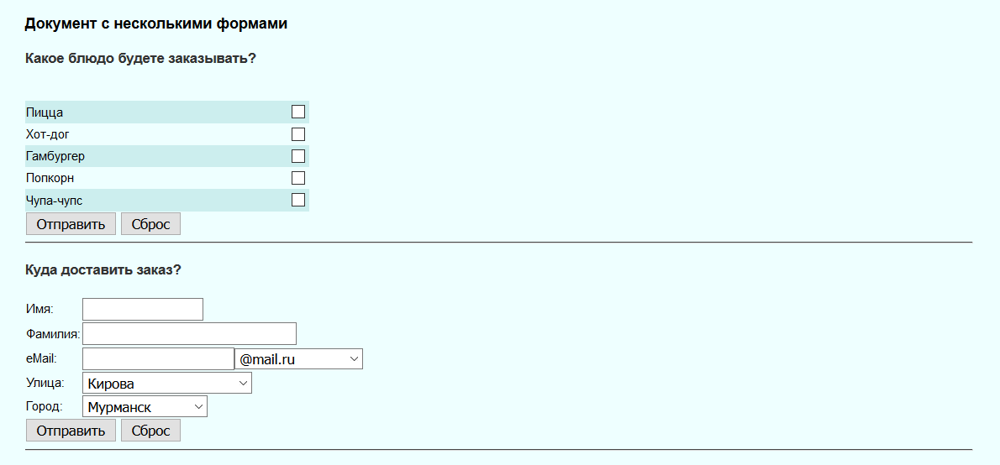 Документ с несколькими формами
Какое блюдо будете заказывать?
Пицца
Хот-дог
Гамбургер
Попкорн
Чупа-чупс
Отправить Сброс
Куда доставить заказ?
Имя:
Фамилия:
eMail: @mail.ru
Улица: Кирова
Город: Мурманск
Отправить Сброс